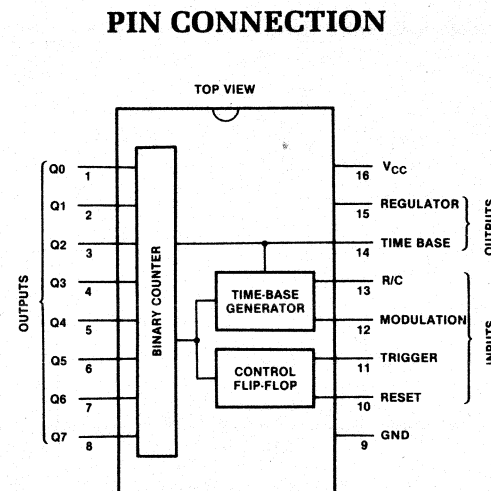 PIN CONNECTION
TOP VIEW
Q0 1
Q1 2
Q2 3
Q3 4
Q4 5
Q5 6
Q6 7
Q7 8
OUTPUTS
BINARY COUNTER
TIME-BASE
GENERATOR
CONTROL
FLIP-FLOP
16 VCC
15 REGULATOR
14 TIME BASE
13 R/C
12 MODULATION
11 TRIGGER
10 RESET
9 GND
OUTPUTS
INPUTS